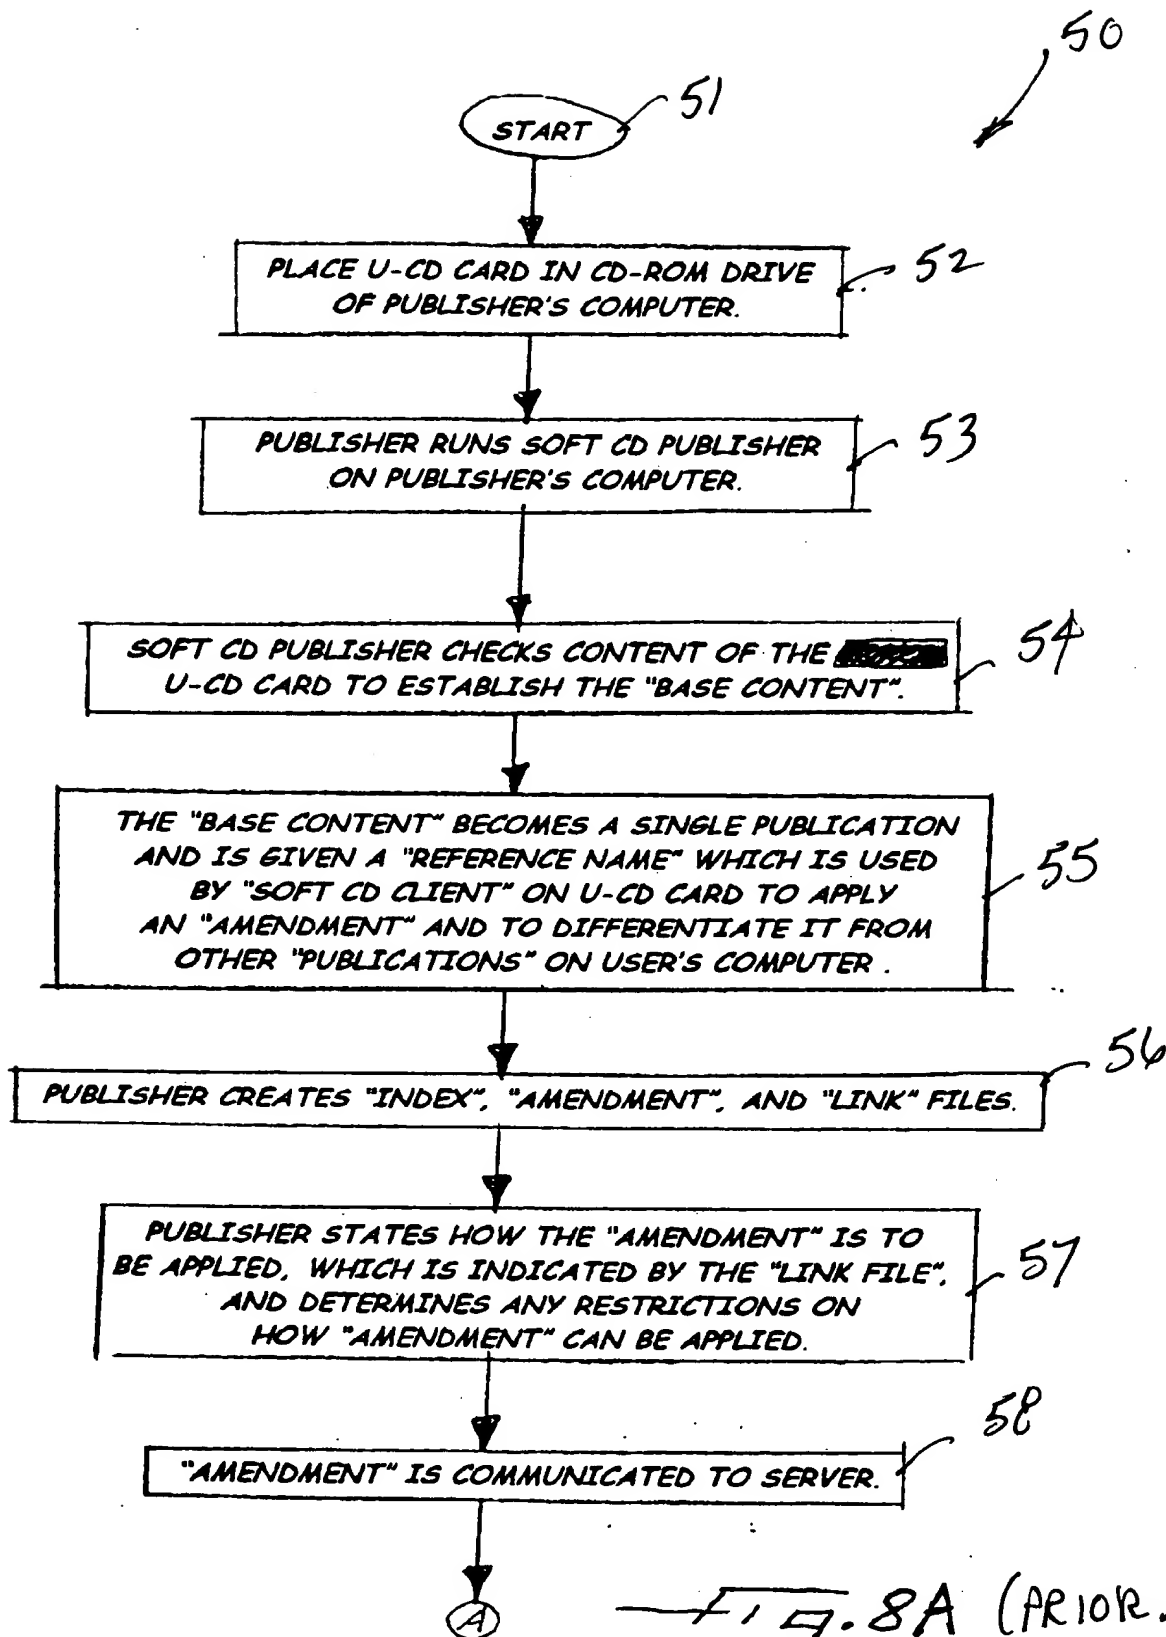 50
START
51
PLACE U-CD CARD IN CD-ROM DRIVE
OF PUBLISHER'S COMPUTER.
52
PUBLISHER RUNS SOFT CD PUBLISHER
ON PUBLISHER'S COMPUTER.
53
SOFT CD PUBLISHER CHECKS CONTENT OF THE
U-CD CARD TO ESTABLISH THE "BASE CONTENT".
54
THE "BASE CONTENT" BECOMES A SINGLE PUBLICATION
AND IS GIVEN A "REFERENCE NAME" WHICH IS USED
BY "SOFT CD CLIENT" ON U-CD CARD TO APPLY
AN "AMENDMENT" AND TO DIFFERENTIATE IT FROM
OTHER "PUBLICATIONS" ON USER'S COMPUTER.
55
PUBLISHER CREATES "INDEX", "AMENDMENT", AND "LINK" FILES.
56
PUBLISHER STATES HOW THE "AMENDMENT" IS TO
BE APPLIED, WHICH IS INDICATED BY THE "LINK FILE",
AND DETERMINES ANY RESTRICTIONS ON
HOW "AMENDMENT" CAN BE APPLIED.
57
"AMENDMENT" IS COMMUNICATED TO SERVER.
58
A
Fig. 8A (PRIOR.